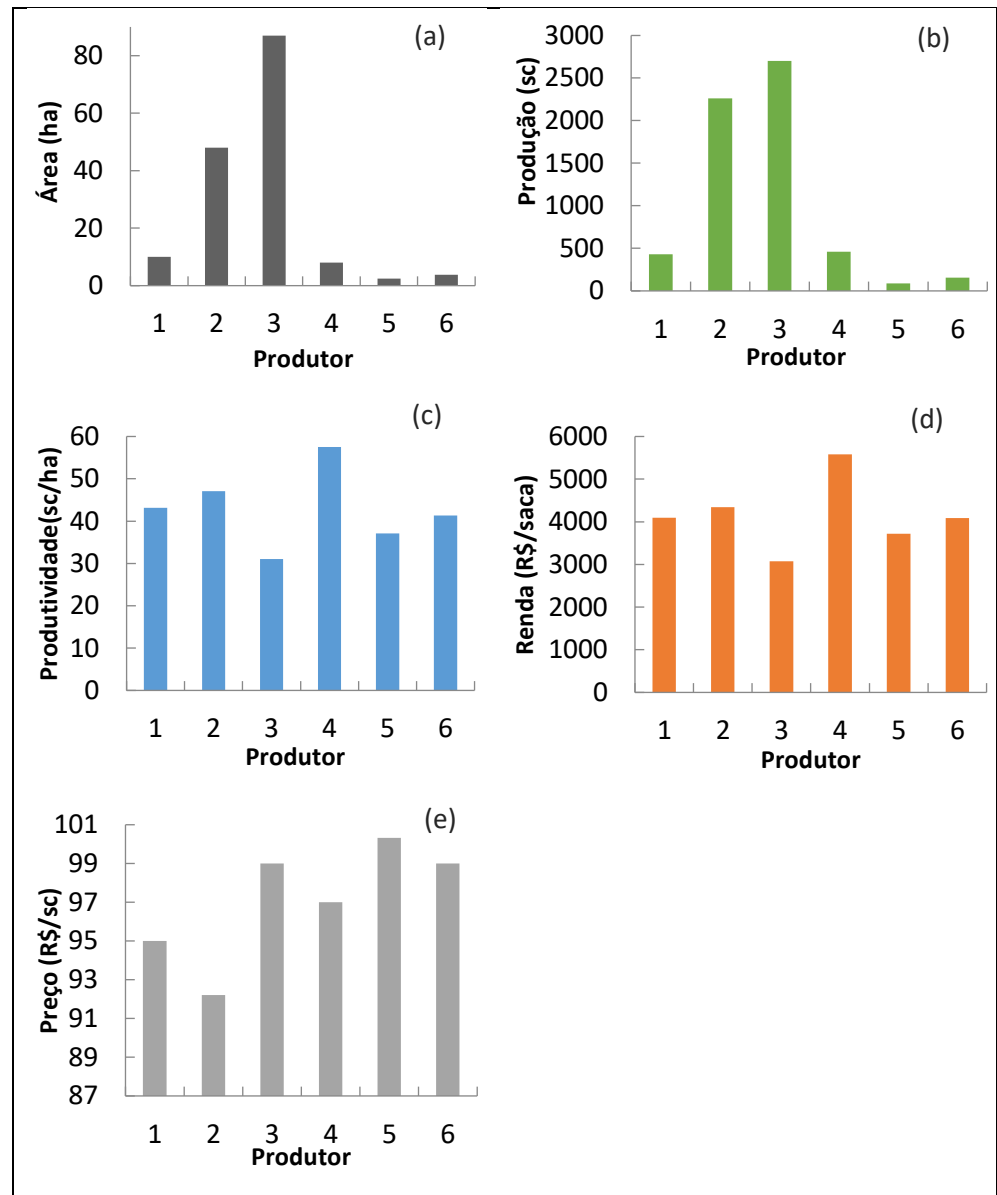 (a)
Área (ha)
80
60
40
20
0
1 2 3 4 5 6
Produtor
(b)
Produção (sc)
3000
2500
2000
1500
1000
500
0
1 2 3 4 5 6
Produtor
(c)
Produtividade(sc/ha)
60
50
40
30
20
10
0
1 2 3 4 5 6
Produtor
(d)
Renda (R$/saca)
6000
5000
4000
3000
2000
1000
0
1 2 3 4 5 6
Produtor
(e)
Preço (R$/sc)
101
99
97
95
93
91
89
87
1 2 3 4 5 6
Produtor